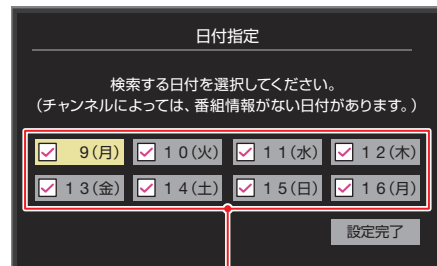 日付指定
検索する日付を選択してください。
(チャンネルによっては、番組情報がない日付があります。)
9(月) 10(火) 11(水) 12(木)
13(金) 14(土) 15(日) 16(月)
設定完了